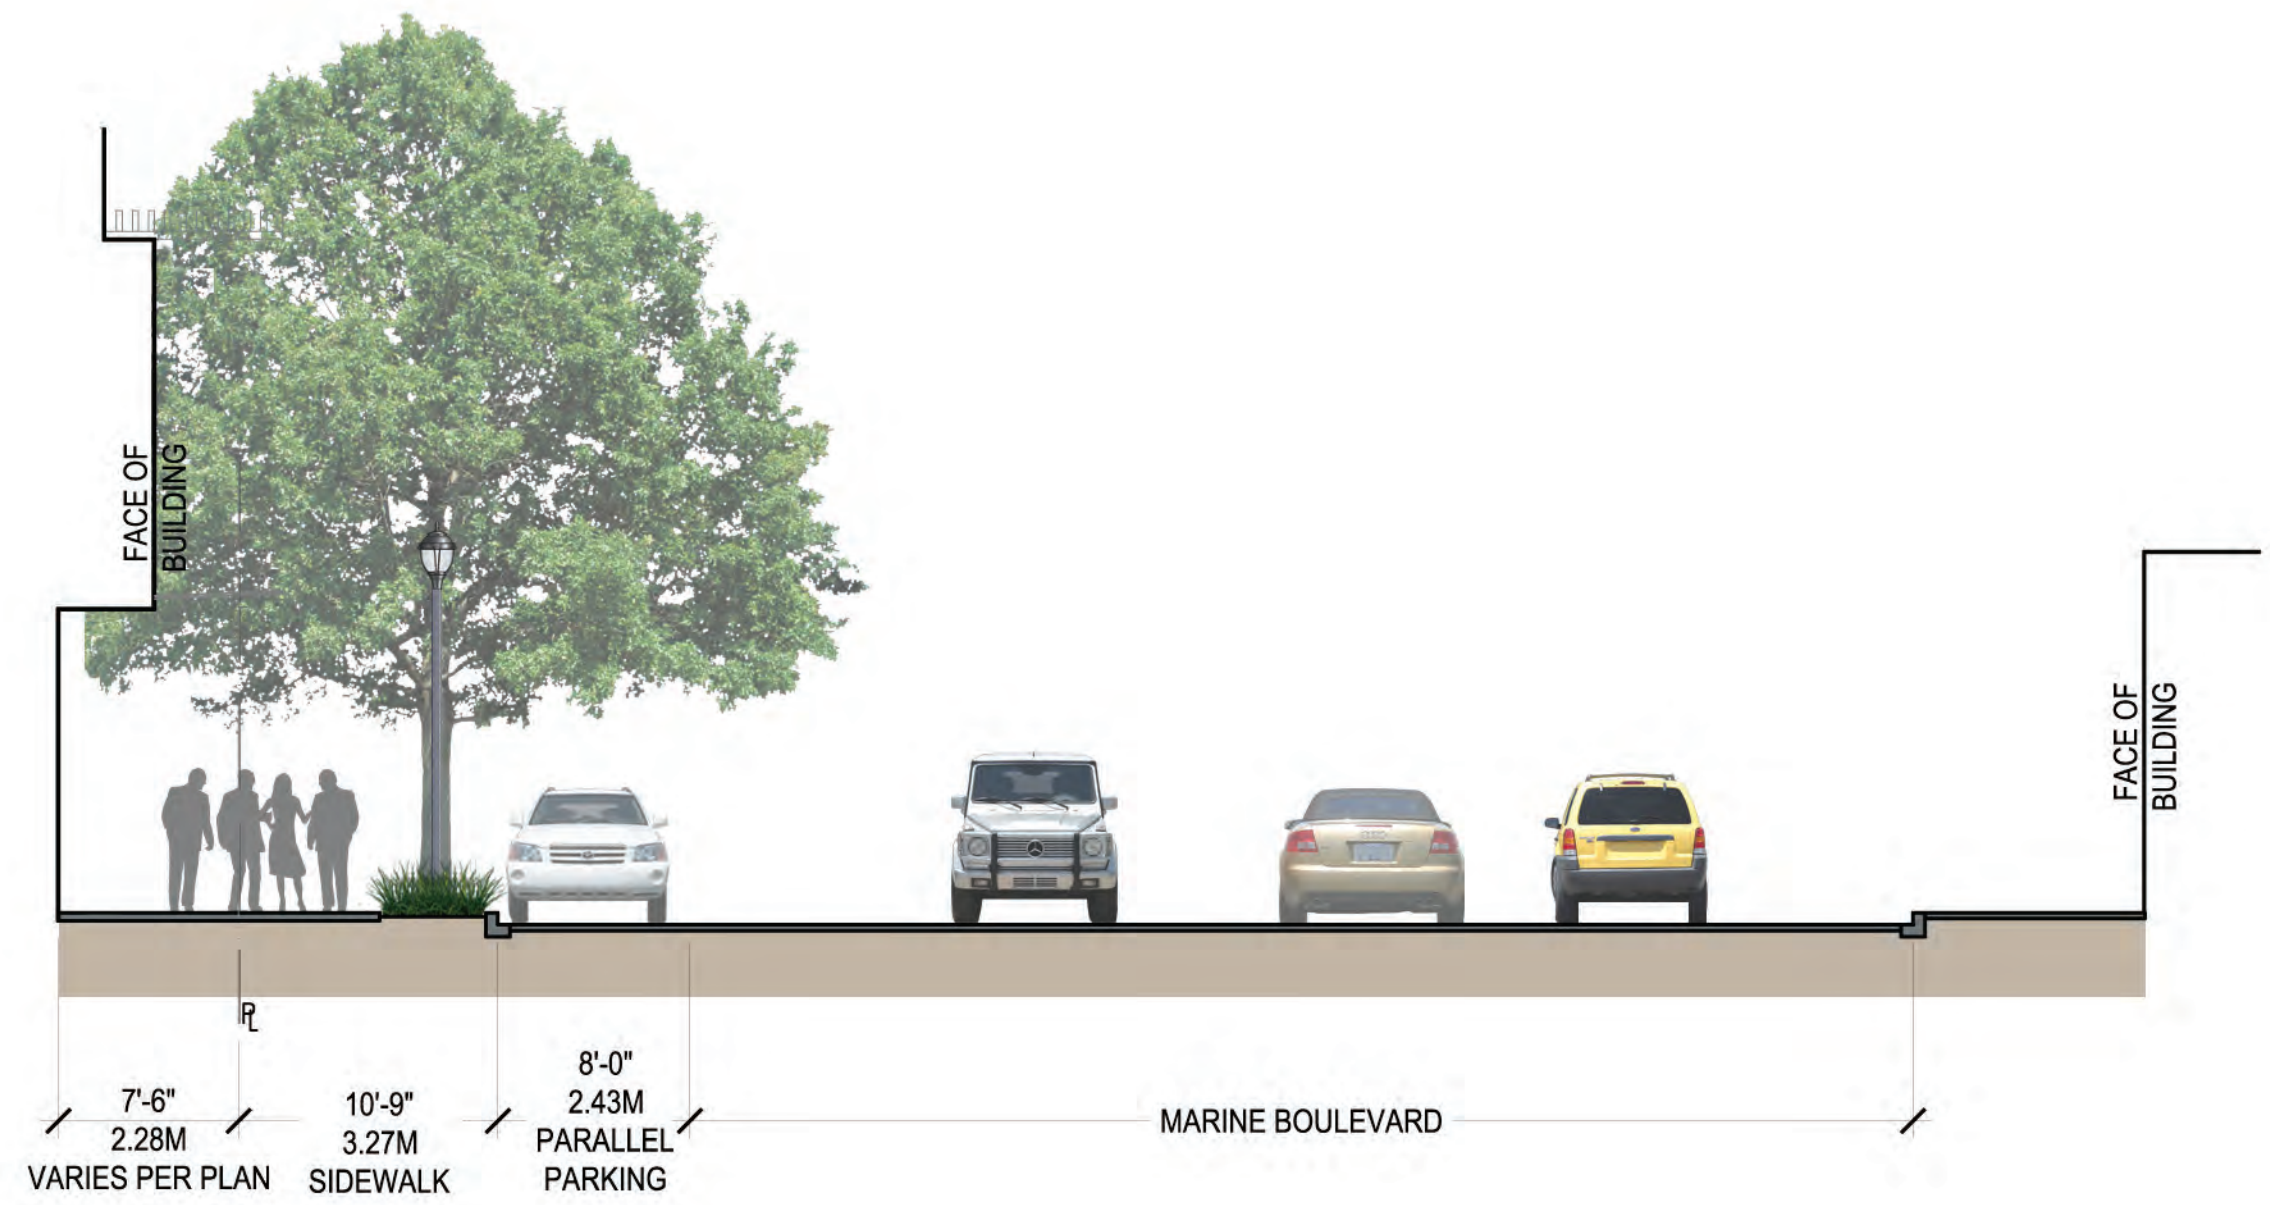 FACE OF
BUILDING
FACE OF
BUILDING
PL
7'-6"
2.28M
VARIES PER PLAN
10'-9"
3.27M
SIDEWALK
8'-0"
2.43M
PARALLEL
PARKING
MARINE BOULEVARD